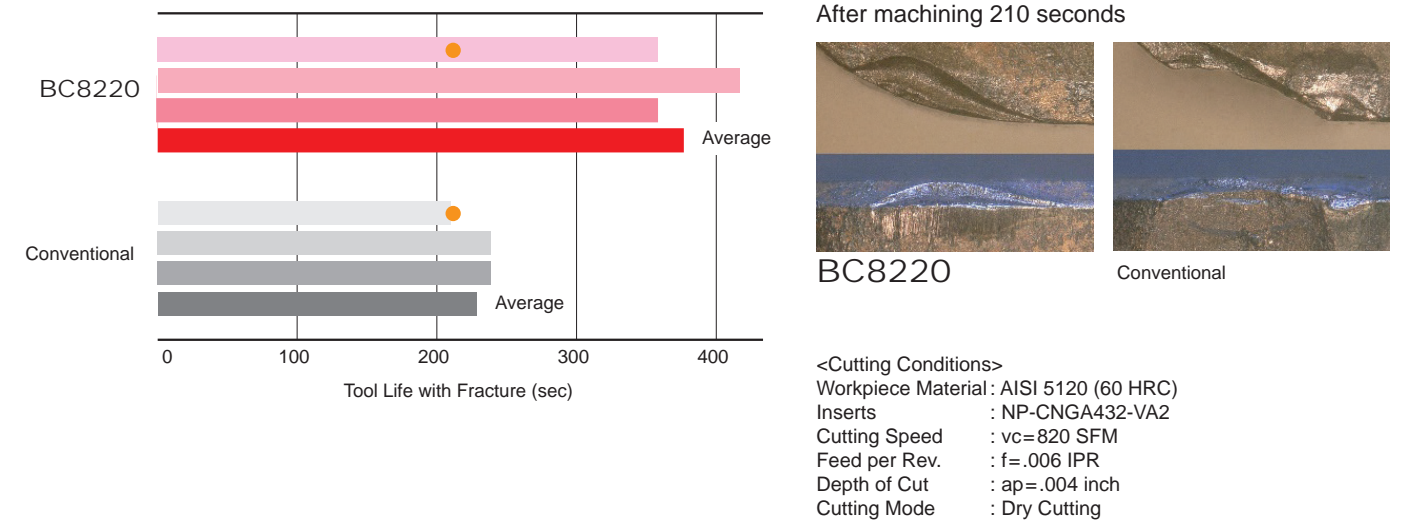 BC8220
Average
Conventional
Average
0 100 200 300 400
Tool Life with Fracture (sec)
After machining 210 seconds
BC8220
Conventional
<Cutting Conditions>
Workpiece Material : AISI 5120 (60 HRC)
Inserts : NP-CNGA432-VA2
Cutting Speed : vc=820 SFM
Feed per Rev. : f=.006 IPR
Depth of Cut : ap=.004 inch
Cutting Mode : Dry Cutting